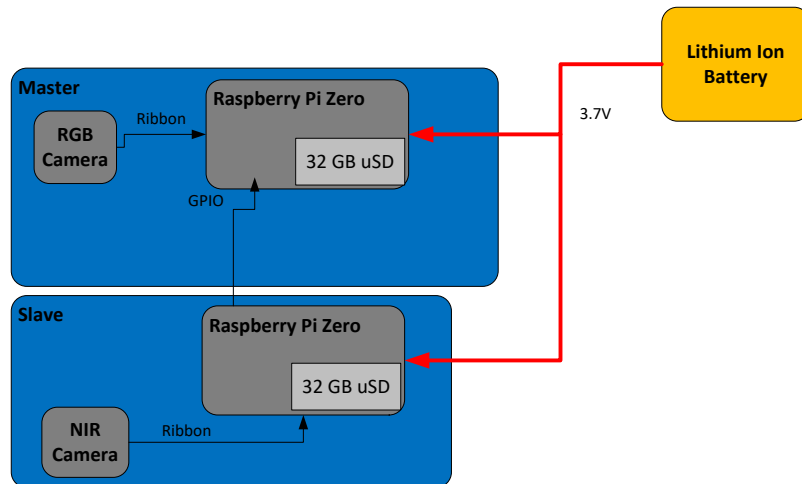 Lithium Ion
Battery
Master
Raspberry Pi Zero
Ribbon
RGB
Camera
3.7V
32 GB uSD
GPIO
Slave
Raspberry Pi Zero
32 GB uSD
NIR
Camera
Ribbon